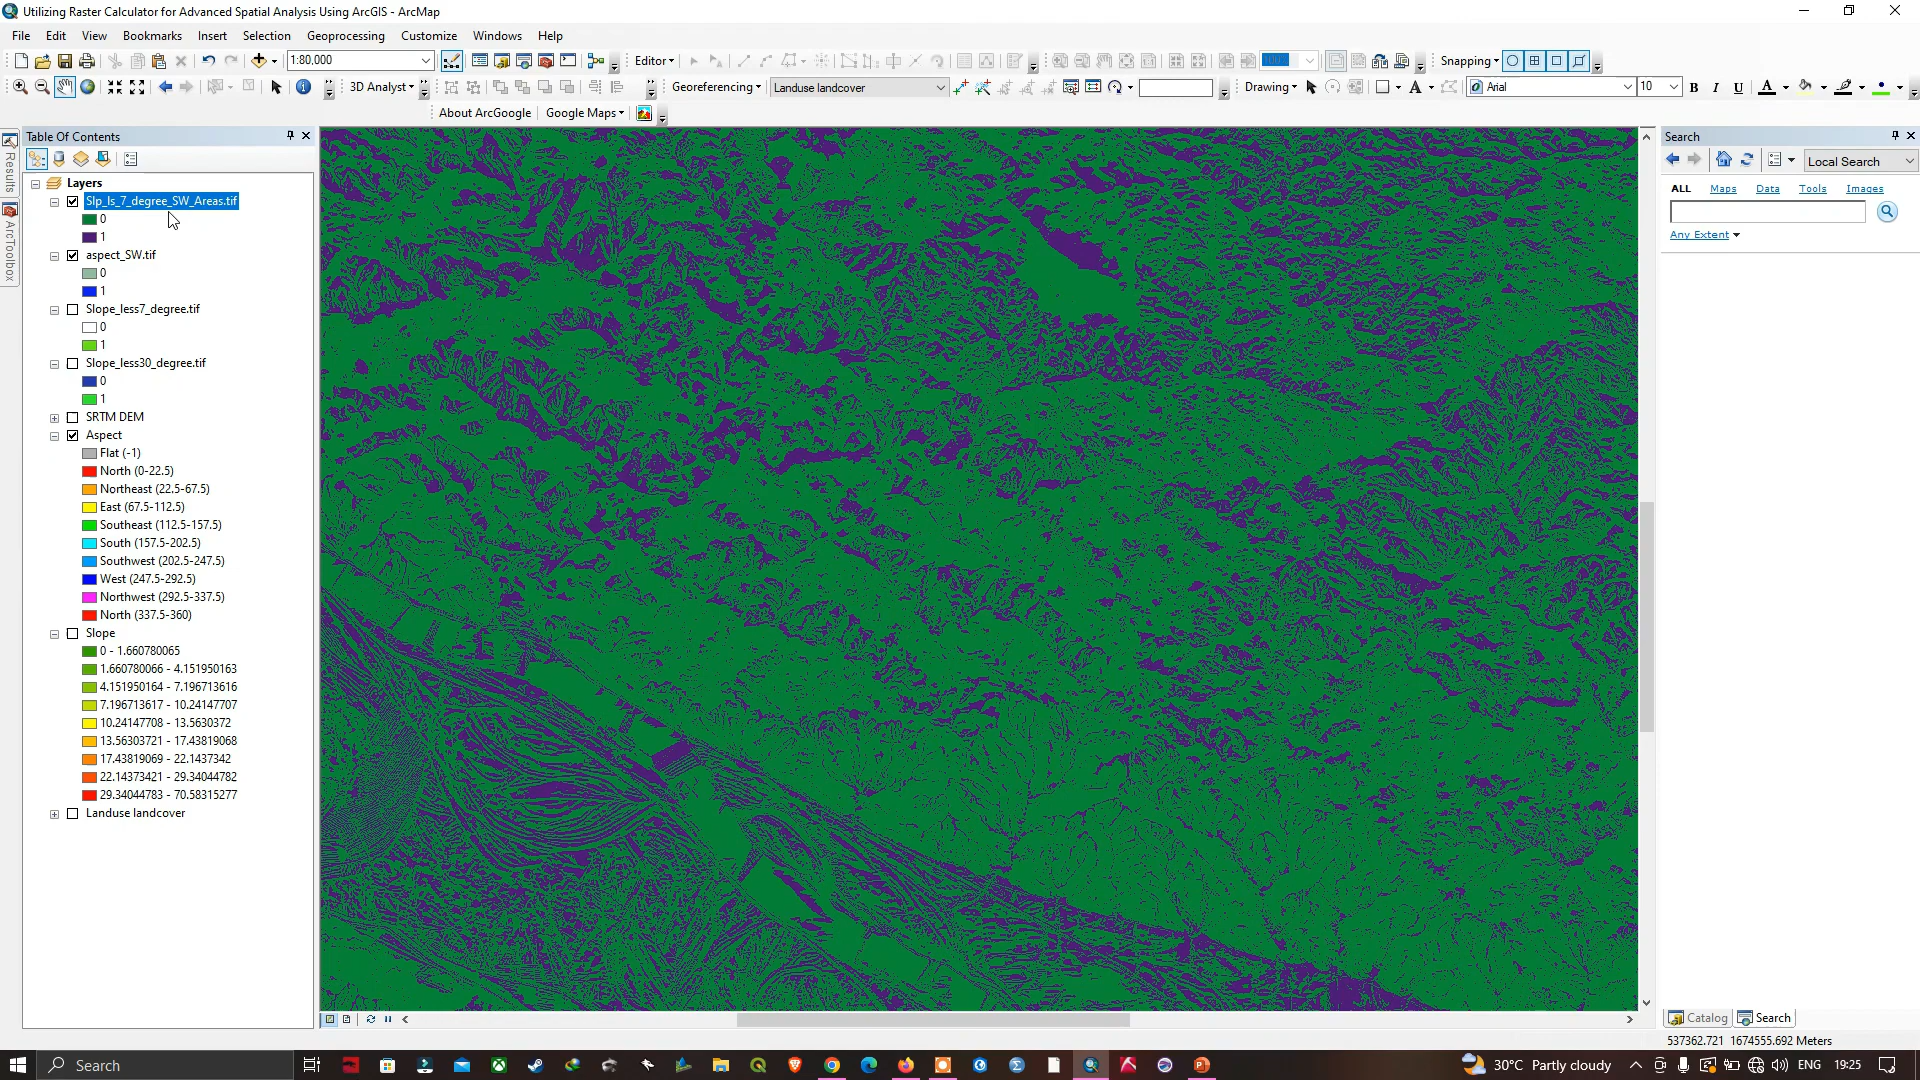 Utilizing Raster Calculator for Advanced Spatial Analysis Using ArcGIS - ArcMap
File Edit View Bookmarks Insert Selection Geoprocessing Customize Windows Help
1:80,000
Editor
100%
Snapping
3D Analyst
Georeferencing
Landuse landcover
Drawing
A
Arial
10
B I U A
About ArcGoogle
Google Maps
Results
ArcToolbox
Table Of Contents
Layers
Slp_ls_7_degree_SW_Areas.tif
0
1
aspect_SW.tif
0
1
Slope_less7_degree.tif
0
1
Slope_less30_degree.tif
0
1
SRTM DEM
Aspect
Flat (-1)
North (0-22.5)
Northeast (22.5-67.5)
East (67.5-112.5)
Southeast (112.5-157.5)
South (157.5-202.5)
Southwest (202.5-247.5)
West (247.5-292.5)
Northwest (292.5-337.5)
North (337.5-360)
Slope
0 - 1.660780065
1.660780066 - 4.151950163
4.151950164 - 7.196713616
7.196713617 - 10.24147707
10.24147708 - 13.5630372
13.56303721 - 17.43819068
17.43819069 - 22.1437342
22.14373421 - 29.34044782
29.34044783 - 70.58315277
Landuse landcover
Search
Local Search
ALL Maps Data Tools Images
Any Extent
Catalog Search
537362.721 1674555.692 Meters
Search
30°C Partly cloudy
ENG
19:25